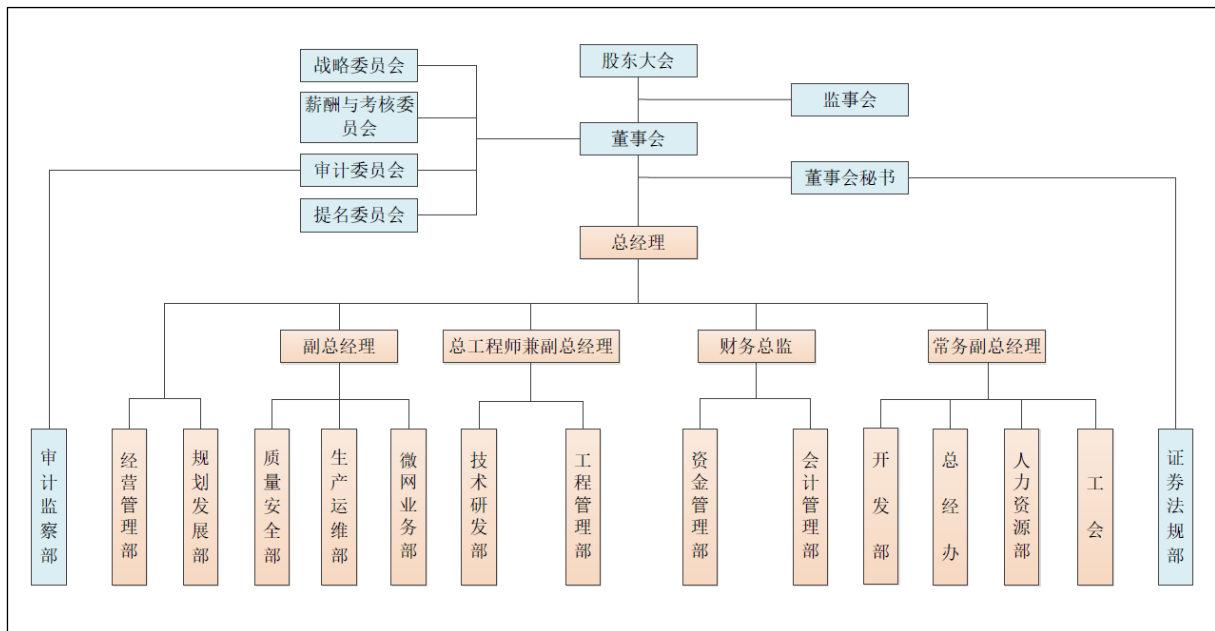 战略委员会
股东大会
薪酬与考核委
员会
监事会
董事会
审计委员会
董事会秘书
提名委员会
总经理
副总经理
总工程师兼副总经理
财务总监
常务副总经理
审计监察部
经营管理部
规划发展部
质量安全部
生产运维部
微网业务部
技术研发部
工程管理部
资金管理部
会计管理部
开发部
总经办
人力资源部
工会
证券法规部